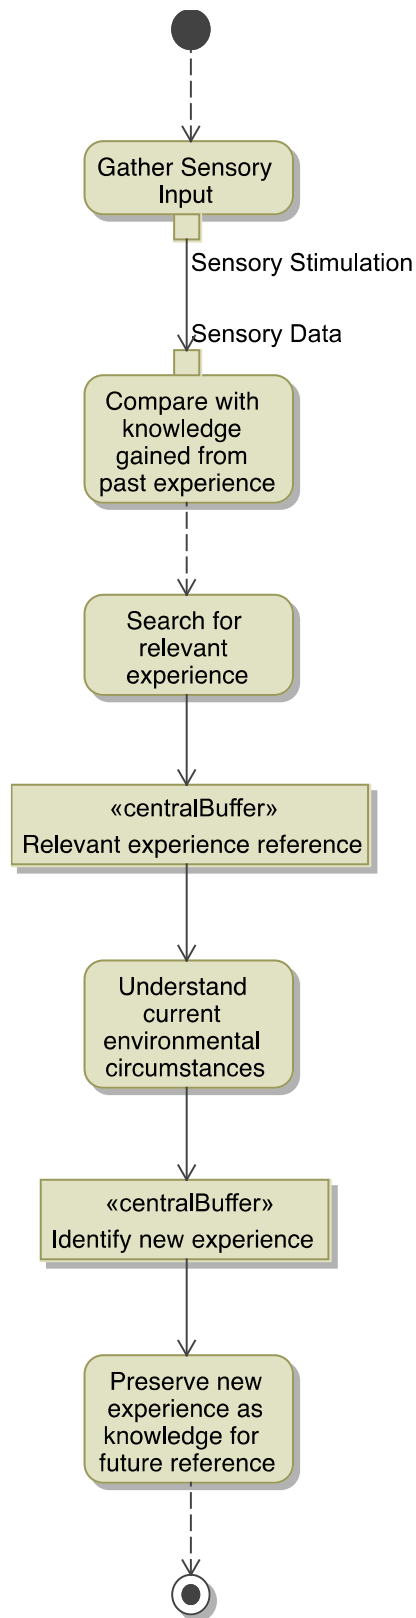 Gather Sensory
Input
Sensory Stimulation
Sensory Data
Compare with
knowledge
gained from
past experience
Search for
relevant
experience
«centralBuffer»
Relevant experience reference
Understand
current
environmental
circumstances
«centralBuffer»
Identify new experience
Preserve new
experience as
knowledge for
future reference